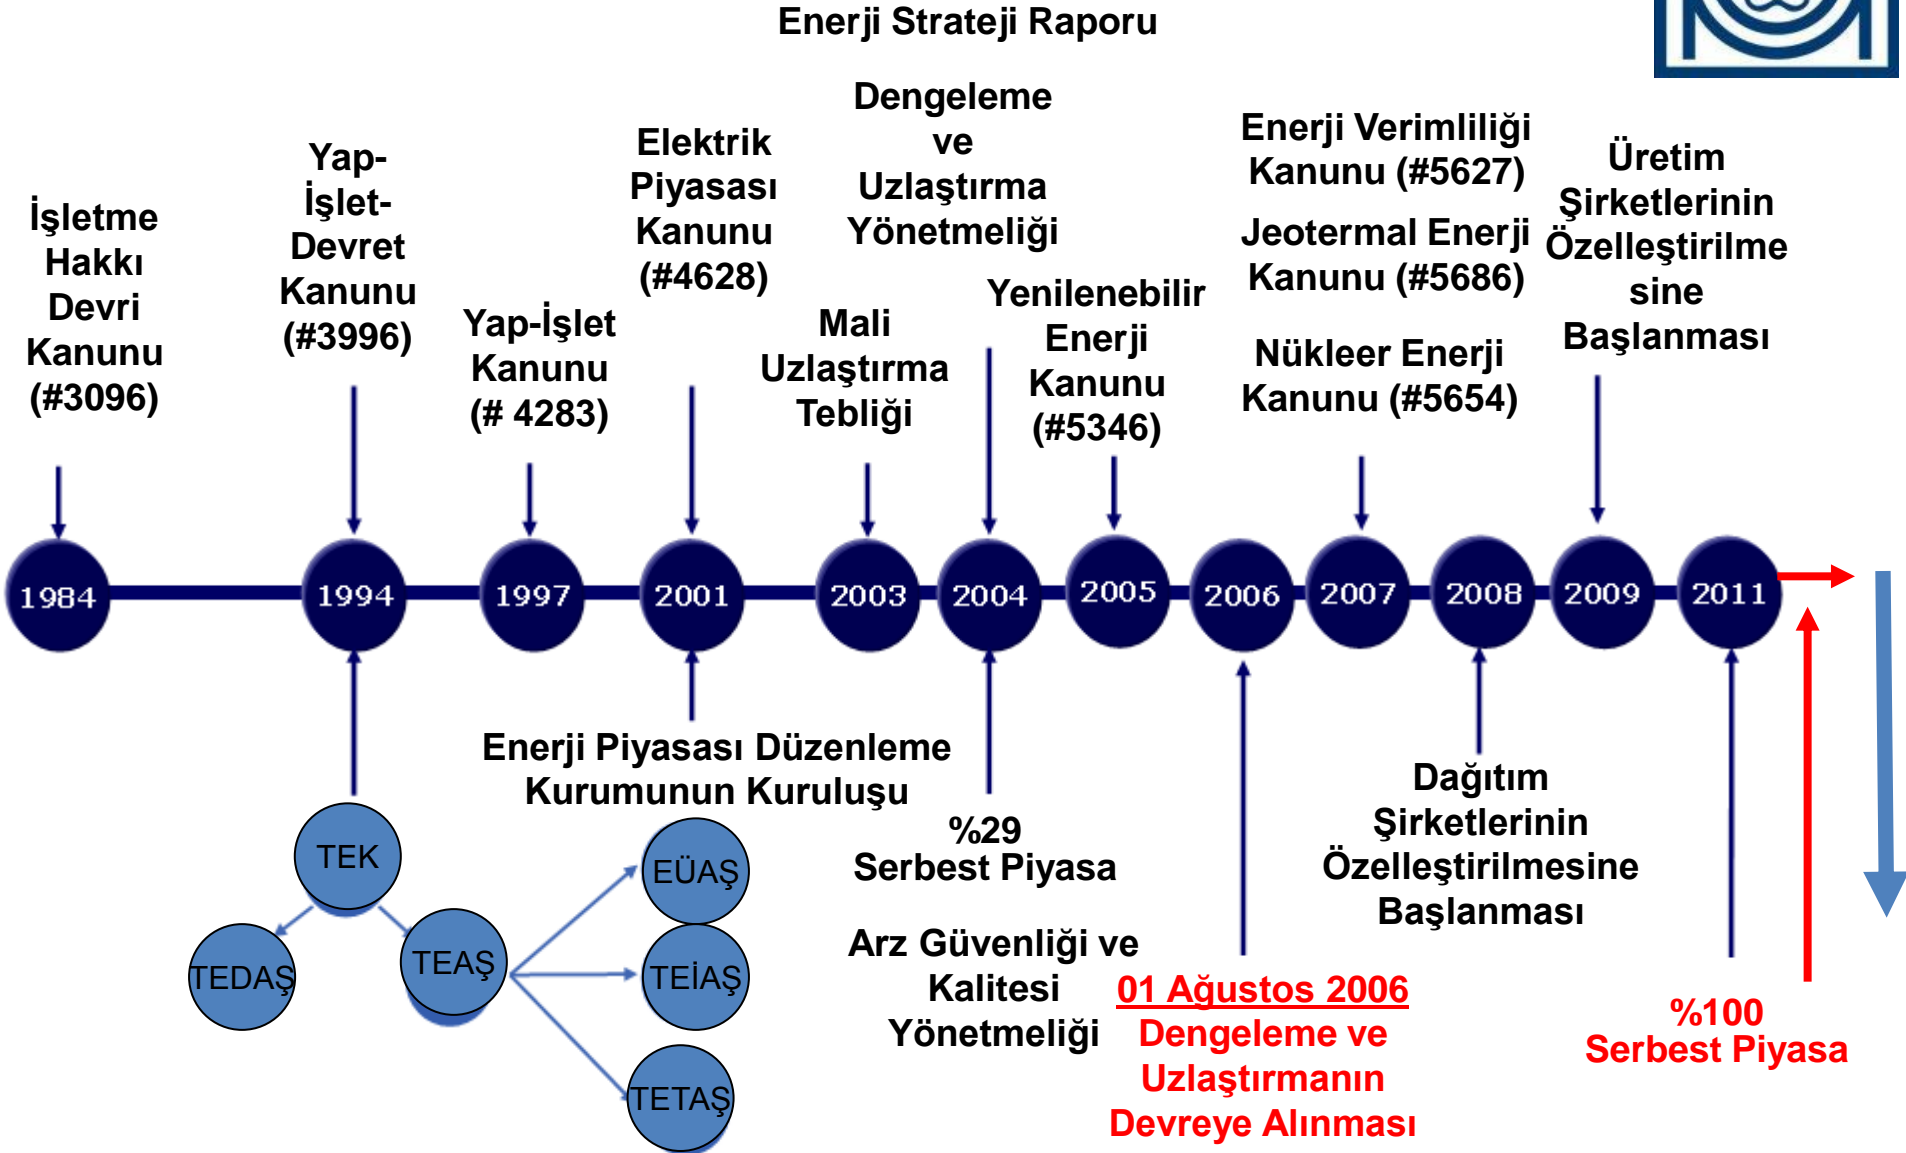 Enerji Strateji Raporu
İşletme
Hakkı
Devri
Kanunu
(#3096)
Yap-
İşlet-
Devret
Kanunu
(#3996)
Yap-İşlet
Kanunu
(# 4283)
Elektrik
Piyasası
Kanunu
(#4628)
Mali
Uzlaştırma
Tebliği
Dengeleme
ve
Uzlaştırma
Yönetmeliği
Yenilenebilir
Enerji
Kanunu
(#5346)
Enerji Verimliliği
Kanunu (#5627)
Jeotermal Enerji
Kanunu (#5686)
Nükleer Enerji
Kanunu (#5654)
Üretim
Şirketlerinin
Özelleştirilme
sine
Başlanması
1984
1994
1997
2001
2003
2004
2005
2006
2007
2008
2009
2011
TEK
TEDAŞ
TEAŞ
EÜAŞ
TEİAŞ
TETAŞ
Enerji Piyasası Düzenleme
Kurumunun Kuruluşu
%29
Serbest Piyasa
Arz Güvenliği ve
Kalitesi
Yönetmeliği
01 Ağustos 2006
Dengeleme ve
Uzlaştırmanın
Devreye Alınması
Dağıtım
Şirketlerinin
Özelleştirilmesine
Başlanması
%100
Serbest Piyasa